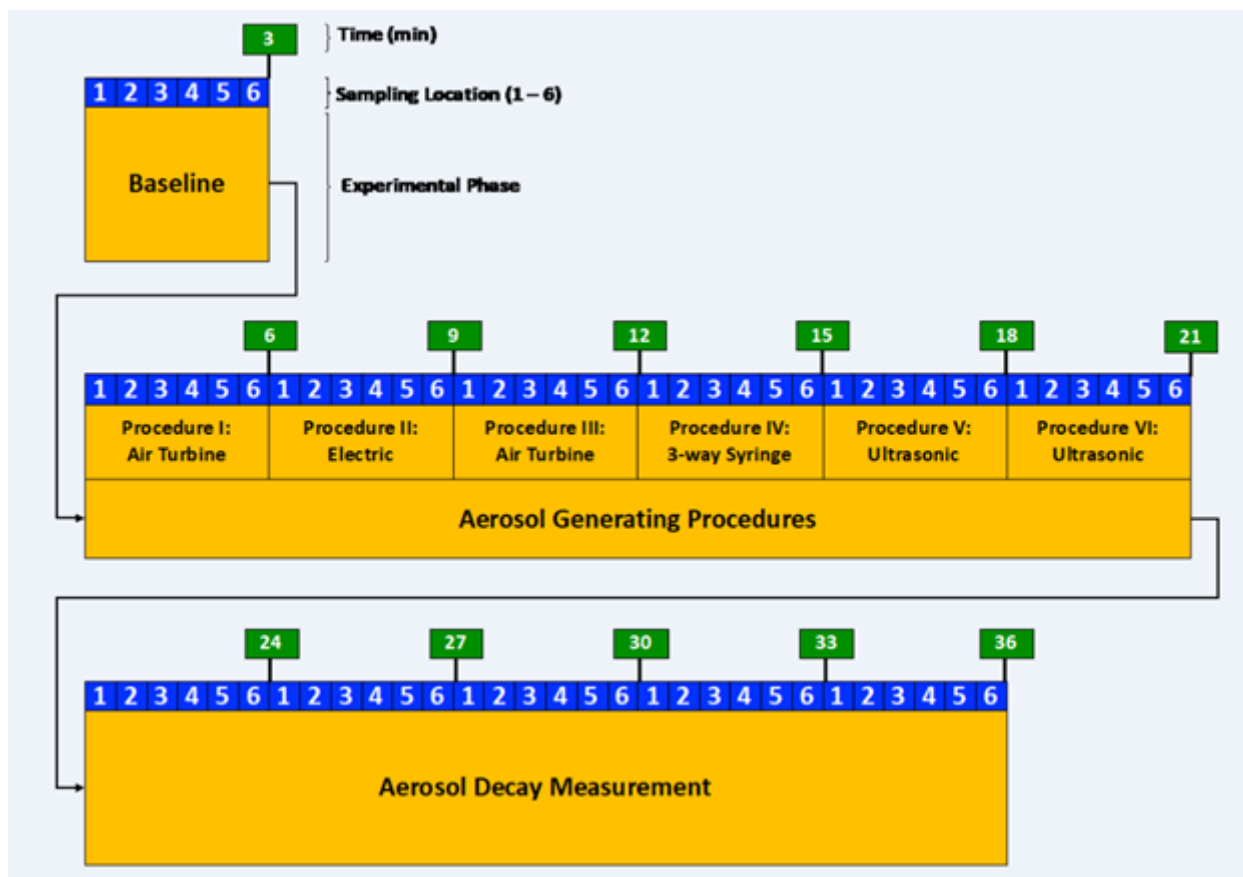 3
Time (min)
1 2 3 4 5 6
Sampling Location (1 – 6)
Baseline
Experimental Phase
6 9 12 15 18 21
1 2 3 4 5 6 1 2 3 4 5 6 1 2 3 4 5 6 1 2 3 4 5 6 1 2 3 4 5 6 1 2 3 4 5 6
Procedure I:
Air Turbine
Procedure II:
Electric
Procedure III:
Air Turbine
Procedure IV:
3-way Syringe
Procedure V:
Ultrasonic
Procedure VI:
Ultrasonic
Aerosol Generating Procedures
24 27 30 33 36
1 2 3 4 5 6 1 2 3 4 5 6 1 2 3 4 5 6 1 2 3 4 5 6 1 2 3 4 5 6
Aerosol Decay Measurement